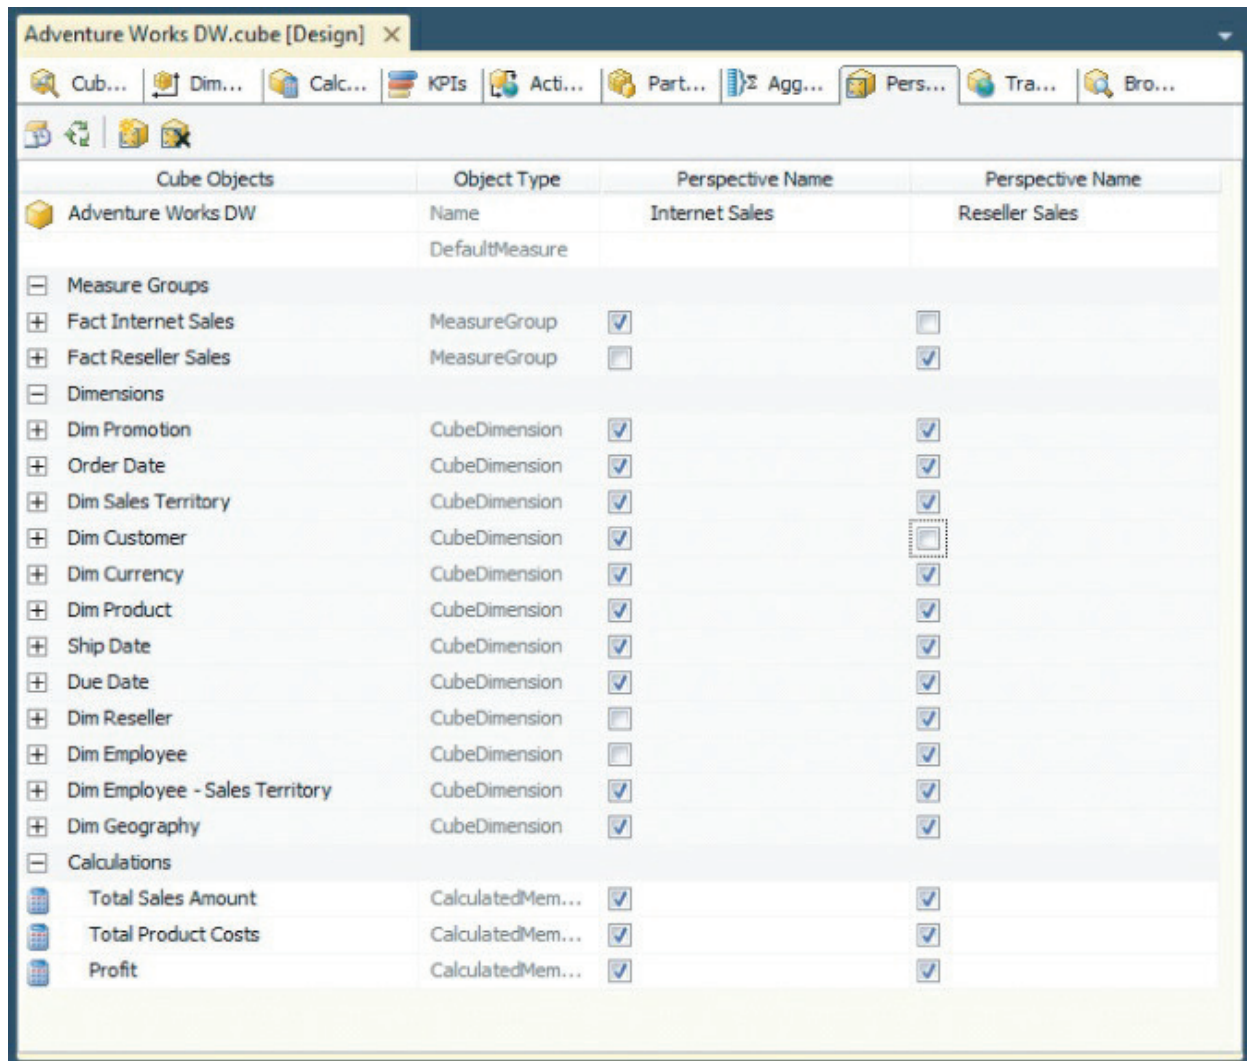 Adventure Works DW.cube [Design]
Cub... Dim... Calc... KPIs Acti... Part... Agg... Pers... Tra... Bro...
Cube Objects Object Type Perspective Name Perspective Name
Adventure Works DW Name Internet Sales Reseller Sales
DefaultMeasure
Measure Groups
Fact Internet Sales MeasureGroup
Fact Reseller Sales MeasureGroup
Dimensions
Dim Promotion CubeDimension
Order Date CubeDimension
Dim Sales Territory CubeDimension
Dim Customer CubeDimension
Dim Currency CubeDimension
Dim Product CubeDimension
Ship Date CubeDimension
Due Date CubeDimension
Dim Reseller CubeDimension
Dim Employee CubeDimension
Dim Employee - Sales Territory CubeDimension
Dim Geography CubeDimension
Calculations
Total Sales Amount CalculatedMem...
Total Product Costs CalculatedMem...
Profit CalculatedMem...